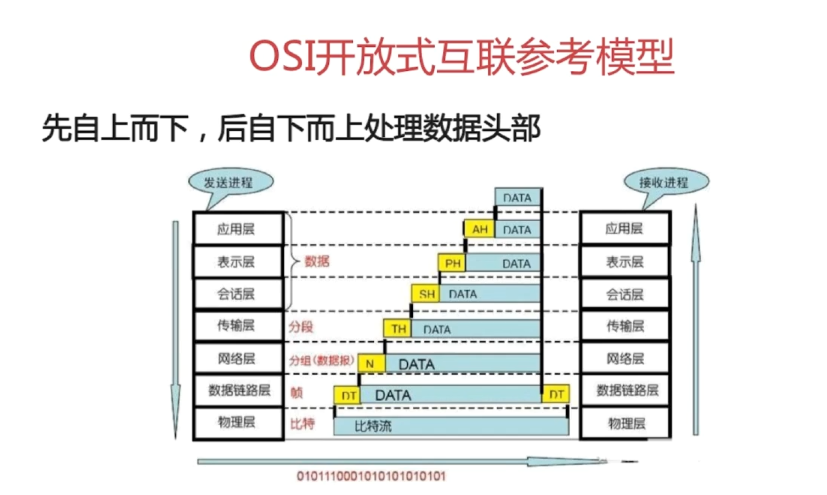 OSI开放式互联参考模型
先自上而下，后自下而上处理数据头部
发送进程
接收进程
DATA
应用层
AH DATA
应用层
表示层
数据
PH DATA
表示层
会话层
SH DATA
会话层
传输层
分段
TH DATA
传输层
网络层
分组(数据报)
N DATA
网络层
数据链路层
帧
DT DATA DT
数据链路层
物理层
比特
比特流
物理层
0101110001010101010101